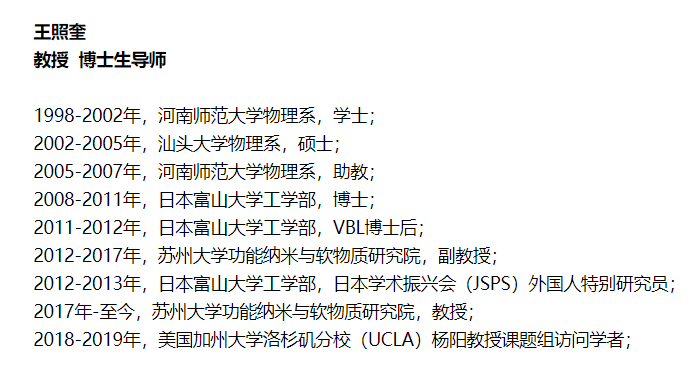 王照奎
教授 博士生导师
1998-2002年，河南师范大学物理系，学士；
2002-2005年，汕头大学物理系，硕士；
2005-2007年，河南师范大学物理系，助教；
2008-2011年，日本富山大学工学部，博士；
2011-2012年，日本富山大学工学部，VBL博士后；
2012-2017年，苏州大学功能纳米与软物质研究院，副教授；
2012-2013年，日本富山大学工学部，日本学术振兴会（JSPS）外国人特别研究员；
2017年-至今，苏州大学功能纳米与软物质研究院，教授；
2018-2019年，美国加州大学洛杉矶分校（UCLA）杨阳教授课题组访问学者；